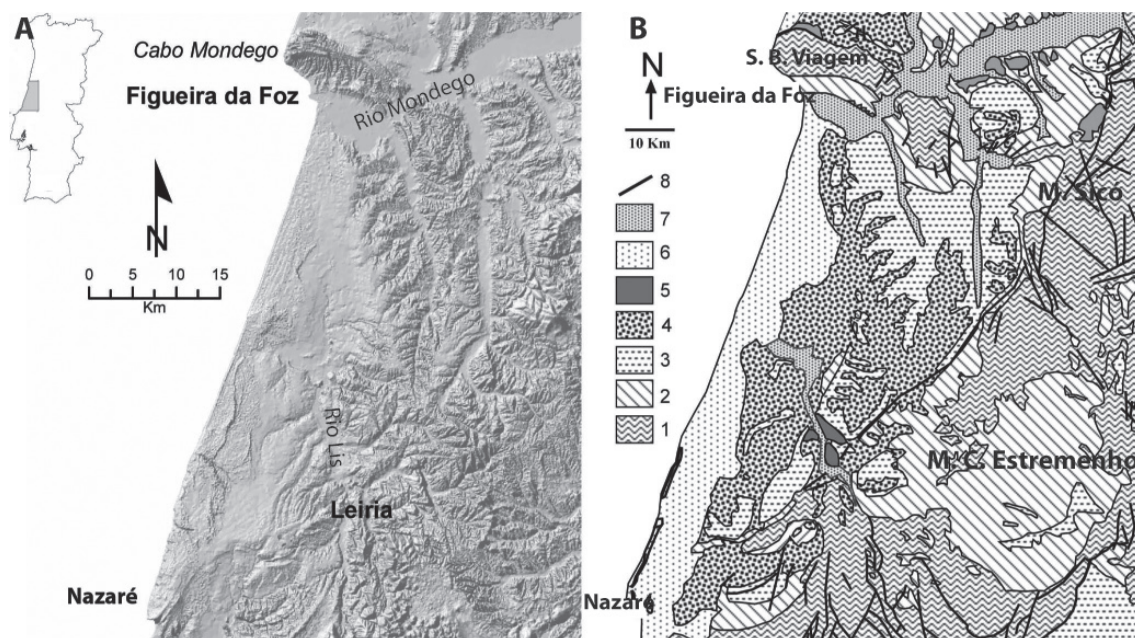 A
Cabo Mondego
Figueira da Foz
Rio Mondego
N
0 5 10 15
Km
Rio Lis
Leiria
Nazaré
B
S. B. Viagem
N
Figueira da Foz
10 Km
M. Sicó
8
7
6
5
4
3
2
1
M. C. Estremenho
Nazaré